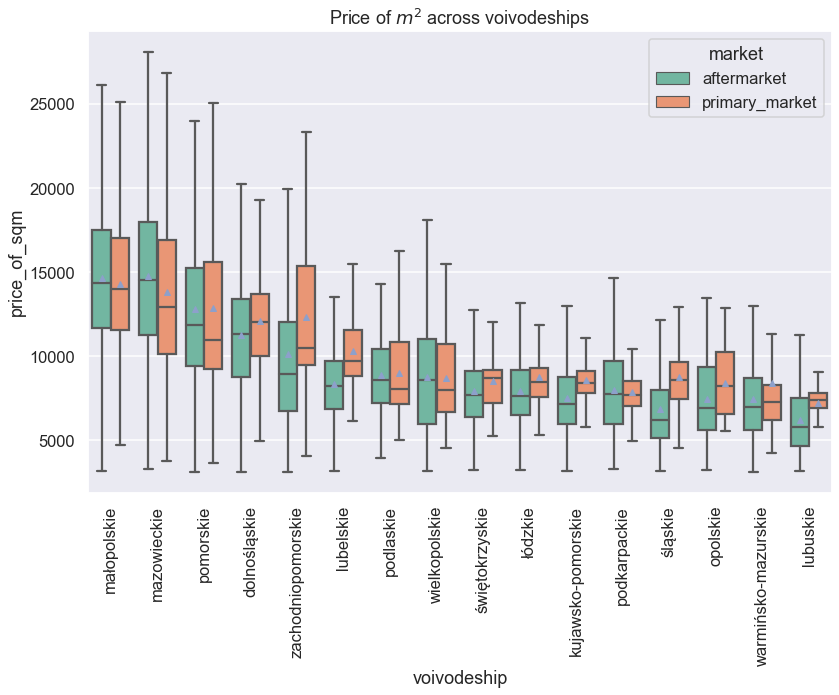 Price of m² across voivodeships
market
aftermarket
primary_market
price_of_sqm
25000
20000
15000
10000
5000
małopolskie
mazowieckie
pomorskie
dolnośląskie
zachodniopomorskie
lubelskie
podlaskie
wielkopolskie
świętokrzyskie
łódzkie
kujawsko-pomorskie
podkarpackie
śląskie
opolskie
warmińsko-mazurskie
lubuskie
voivodeship